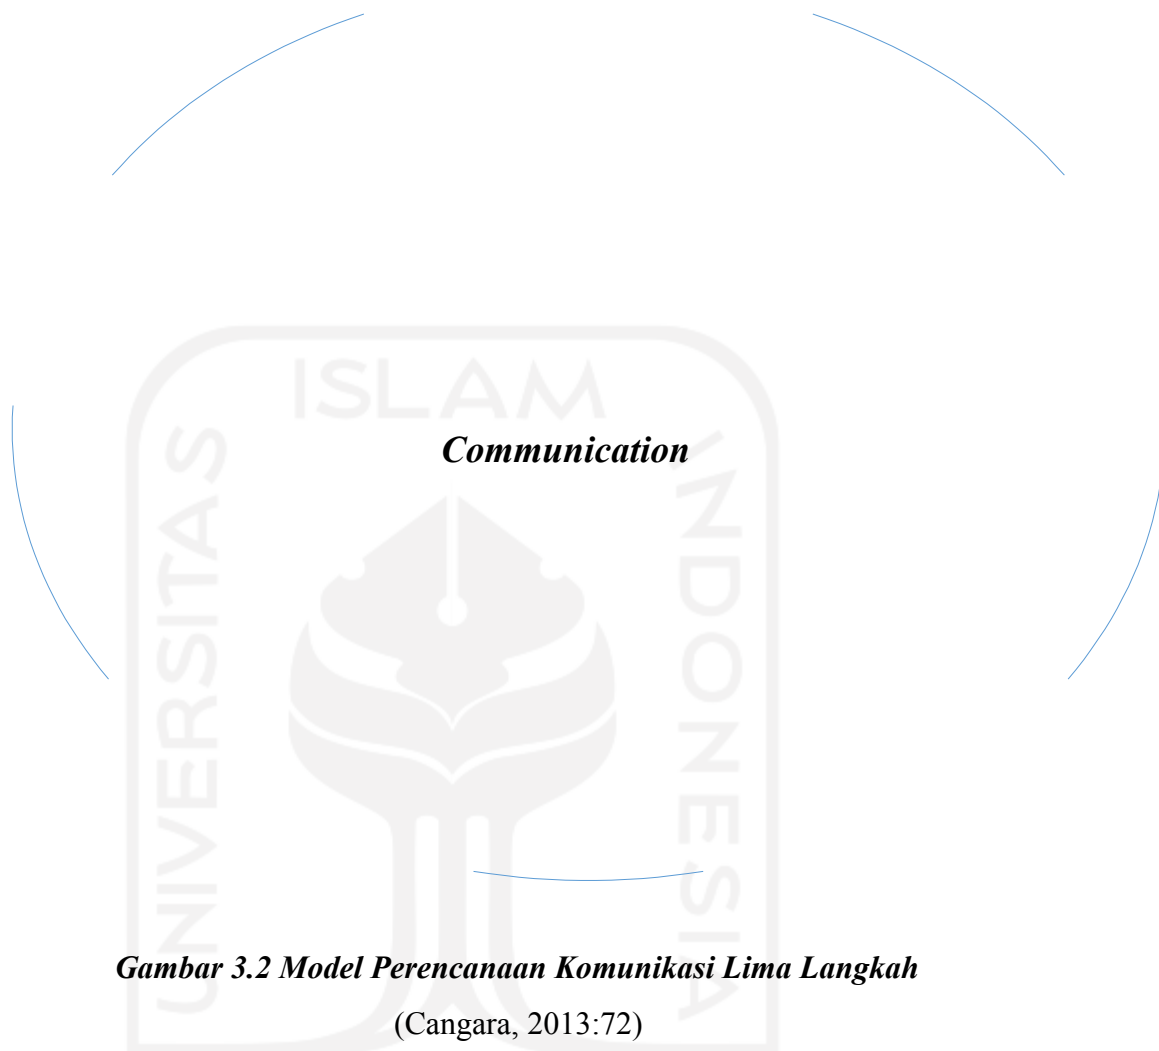 ISLAM
UNIVERSITAS
INDONESIA
Communication
Gambar 3.2 Model Perencanaan Komunikasi Lima Langkah
(Cangara, 2013:72)